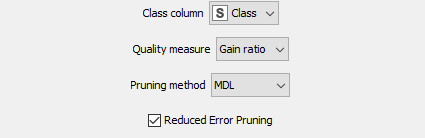 Class column S Class
Quality measure Gain ratio
Pruning method MDL
Reduced Error Pruning